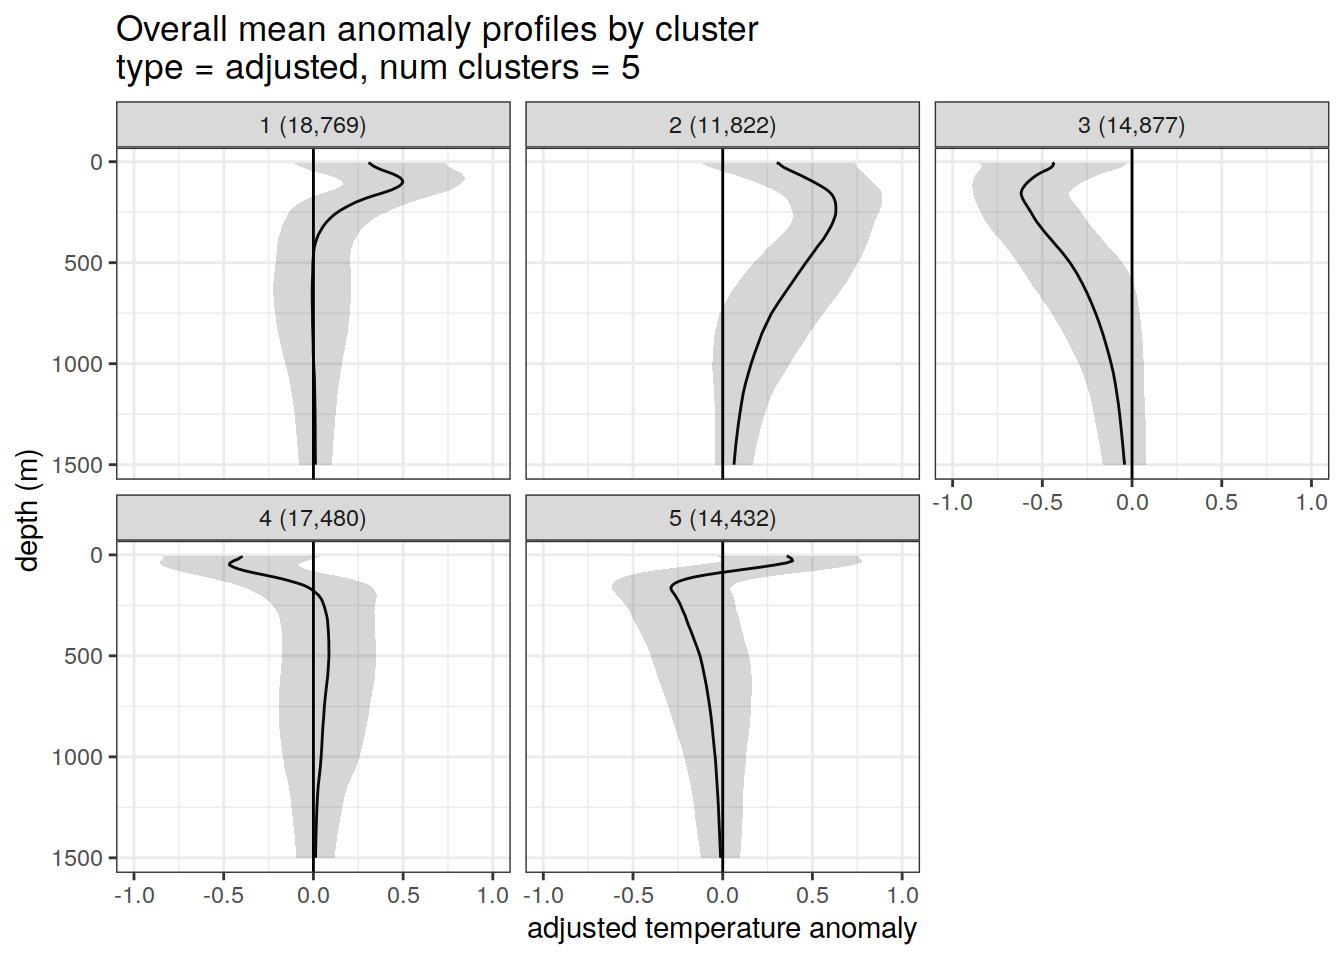 Overall mean anomaly profiles by cluster
type = adjusted, num clusters = 5
1 (18,769)
2 (11,822)
3 (14,877)
0
500
1000
1500
-1.0 -0.5 0.0 0.5 1.0
4 (17,480)
5 (14,432)
0
500
1000
1500
-1.0 -0.5 0.0 0.5 1.0
-1.0 -0.5 0.0 0.5 1.0
depth (m)
adjusted temperature anomaly